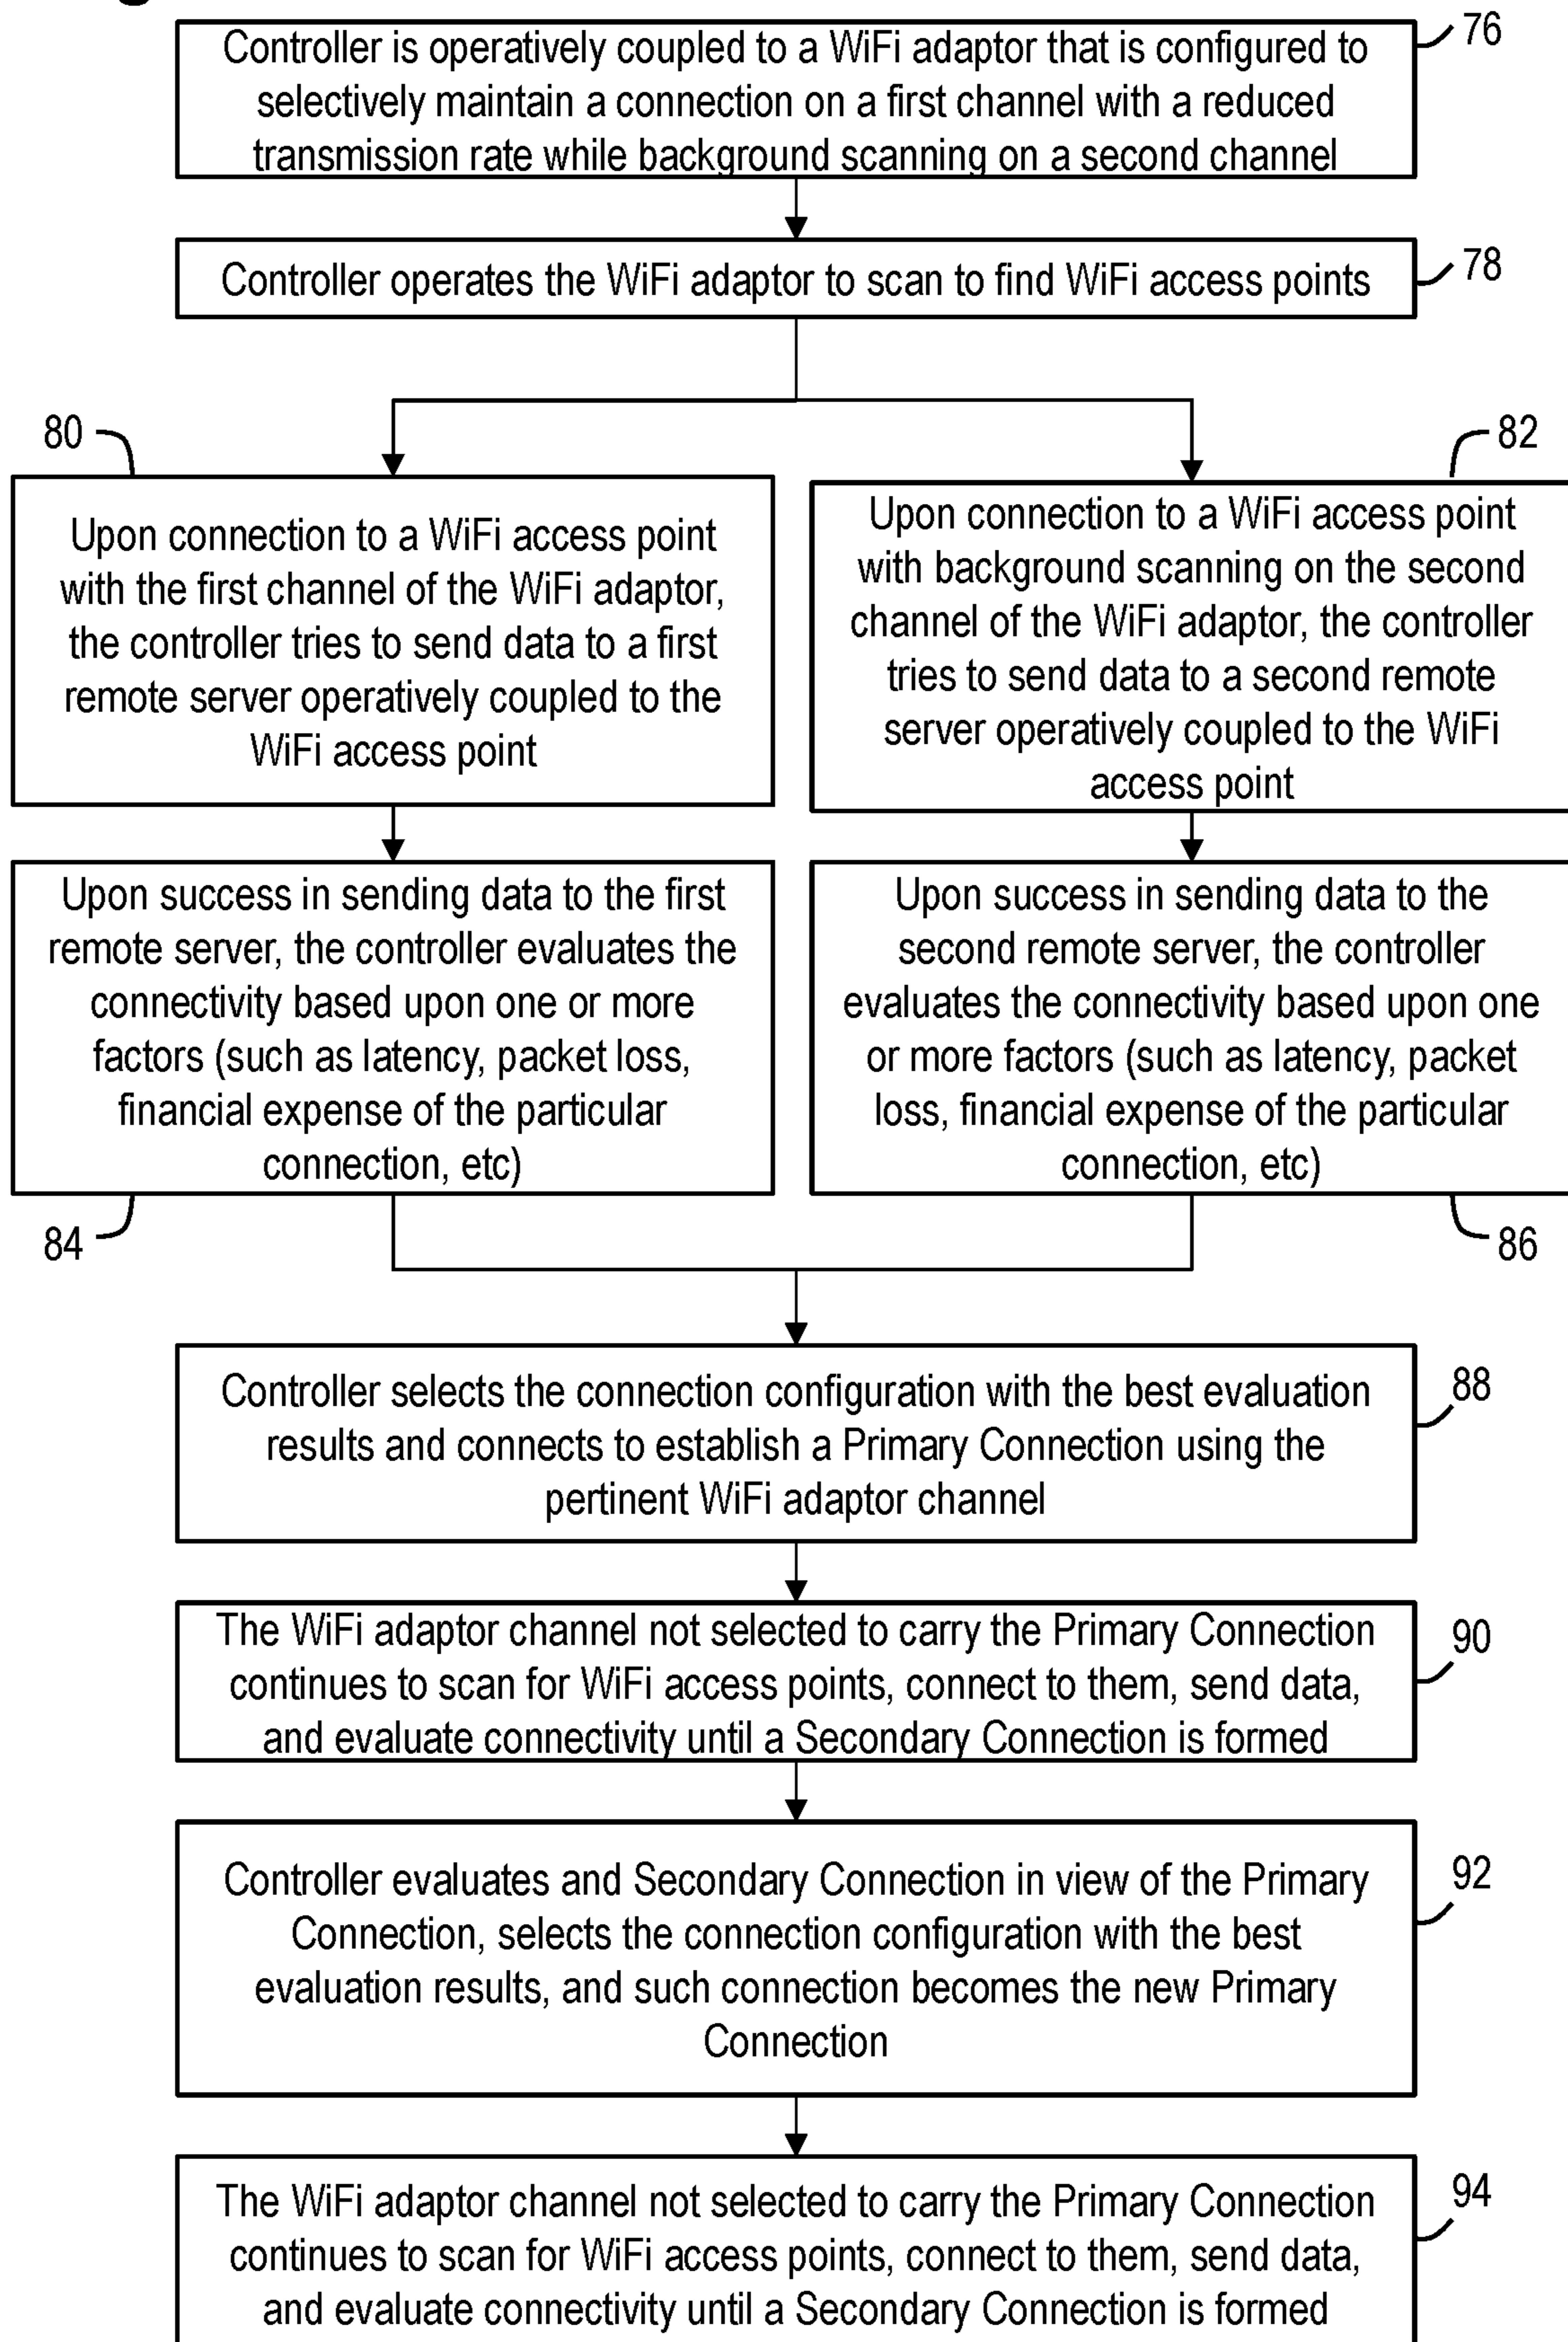 Controller is operatively coupled to a WiFi adaptor that is configured to
selectively maintain a connection on a first channel with a reduced
transmission rate while background scanning on a second channel
76
Controller operates the WiFi adaptor to scan to find WiFi access points
78
80
Upon connection to a WiFi access point
with the first channel of the WiFi adaptor,
the controller tries to send data to a first
remote server operatively coupled to the
WiFi access point
82
Upon connection to a WiFi access point
with background scanning on the second
channel of the WiFi adaptor, the controller
tries to send data to a second remote
server operatively coupled to the WiFi
access point
Upon success in sending data to the first
remote server, the controller evaluates the
connectivity based upon one or more
factors (such as latency, packet loss,
financial expense of the particular
connection, etc)
84
Upon success in sending data to the
second remote server, the controller
evaluates the connectivity based upon one
or more factors (such as latency, packet
loss, financial expense of the particular
connection, etc)
86
Controller selects the connection configuration with the best evaluation
results and connects to establish a Primary Connection using the
pertinent WiFi adaptor channel
88
The WiFi adaptor channel not selected to carry the Primary Connection
continues to scan for WiFi access points, connect to them, send data,
and evaluate connectivity until a Secondary Connection is formed
90
Controller evaluates and Secondary Connection in view of the Primary
Connection, selects the connection configuration with the best
evaluation results, and such connection becomes the new Primary
Connection
92
The WiFi adaptor channel not selected to carry the Primary Connection
continues to scan for WiFi access points, connect to them, send data,
and evaluate connectivity until a Secondary Connection is formed
94